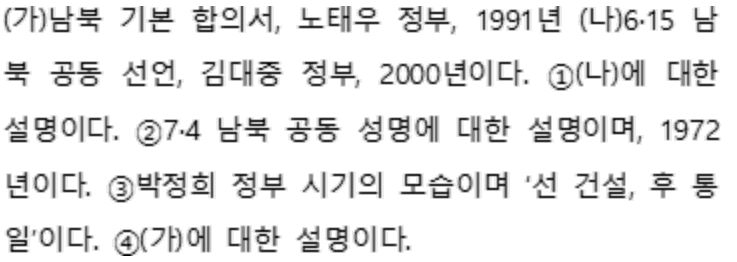 (가)남북 기본 합의서, 노태우 정부, 1991년 (나)6·15 남
북 공동 선언, 김대중 정부, 2000년이다. ①(나)에 대한
설명이다. ②7·4 남북 공동 성명에 대한 설명이며, 1972
년이다. ③박정희 정부 시기의 모습이며 ‘선 건설, 후 통
일’이다. ④(가)에 대한 설명이다.